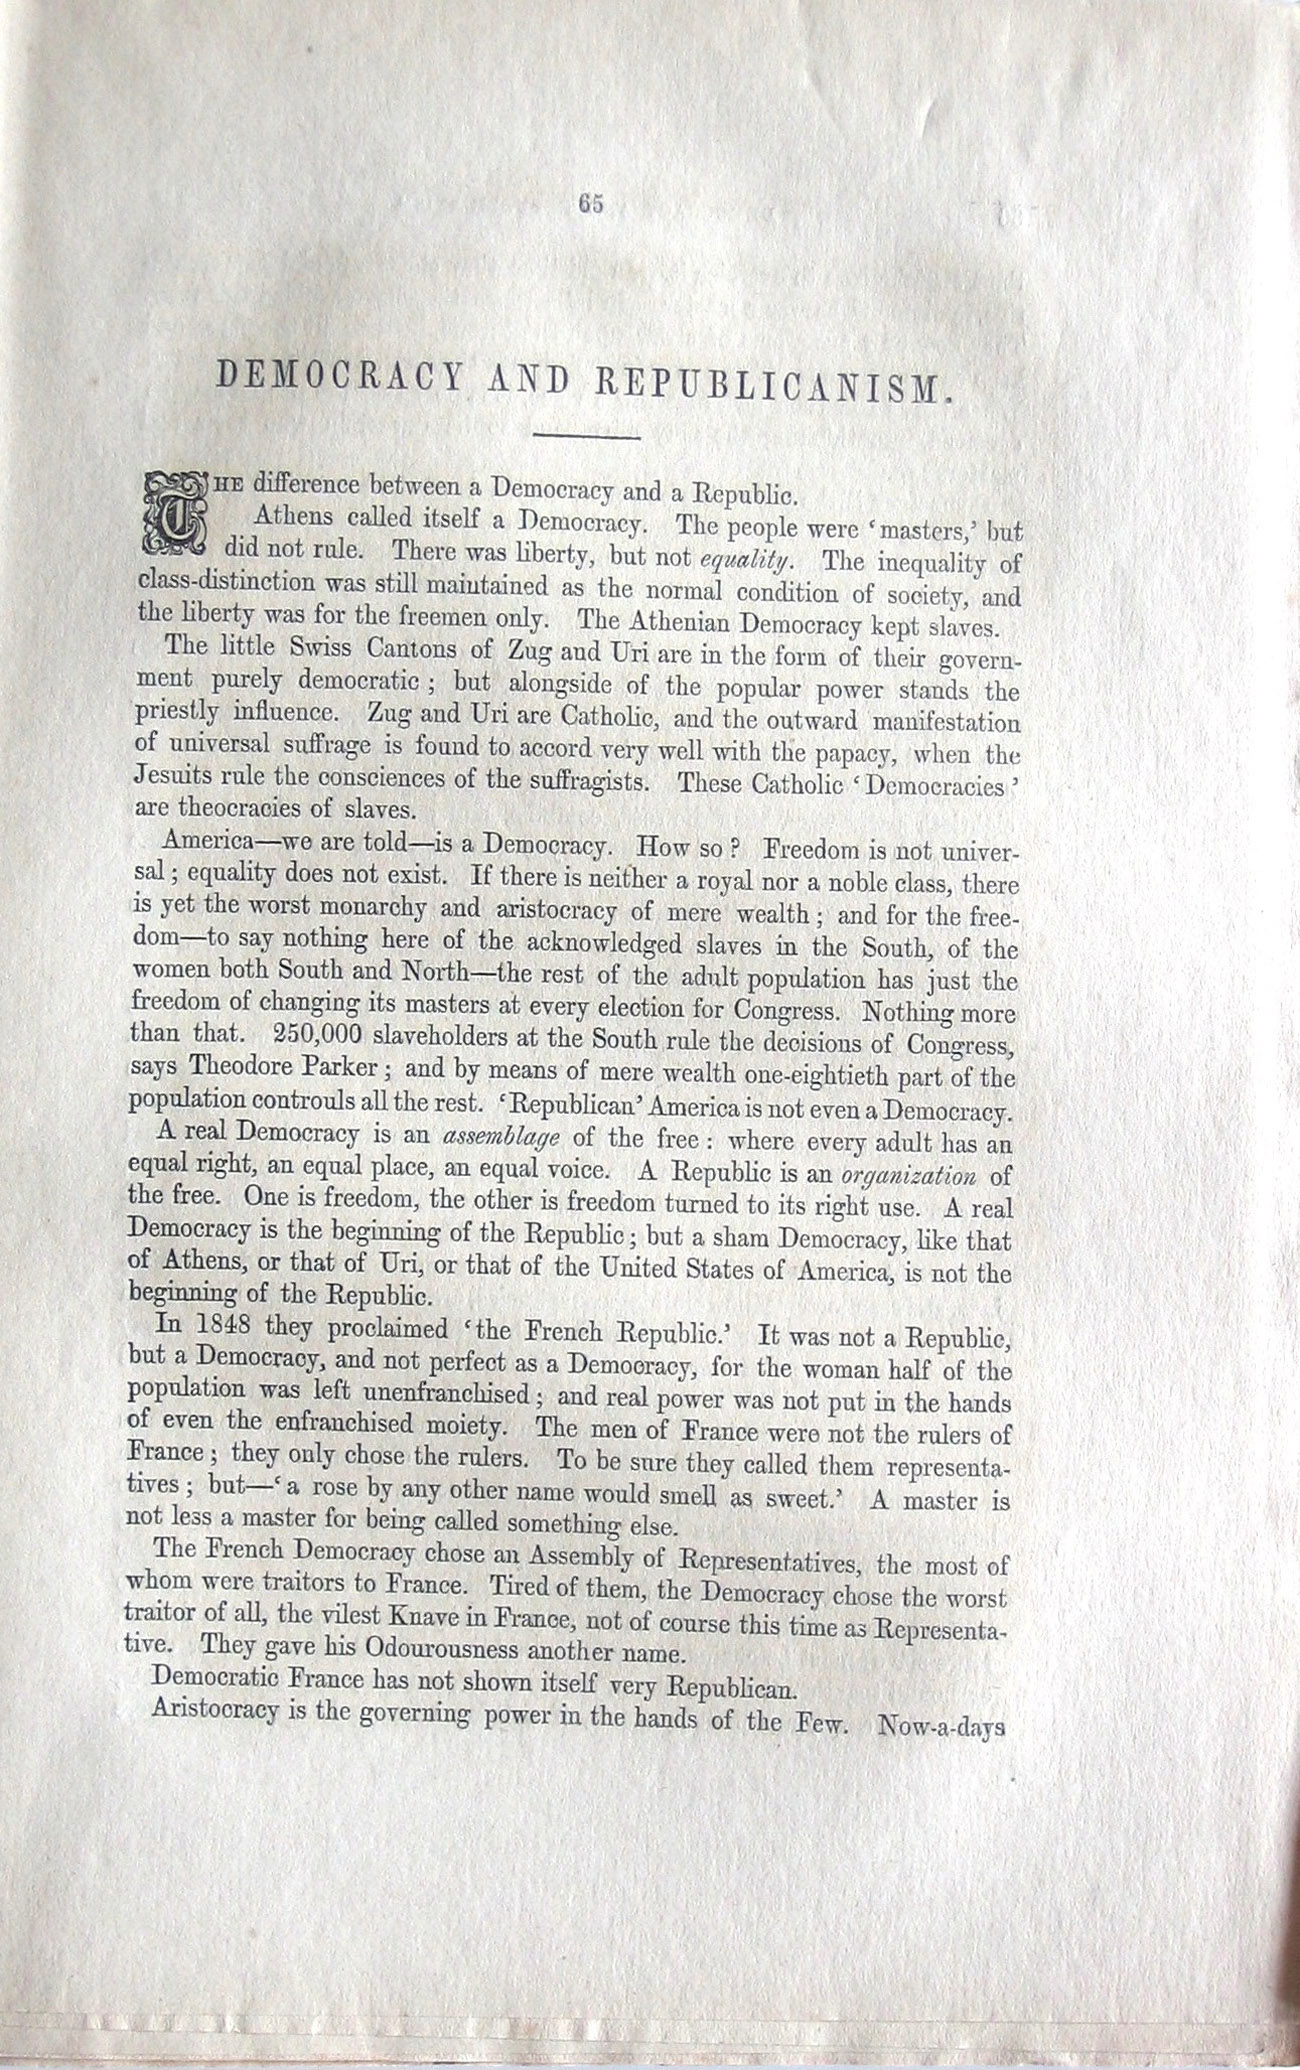 65
DEMOCRACY AND REPUBLICANISM.
THE difference between a Democracy and a Republic.
Athens called itself a Democracy. The people were ‘masters,’ but
did not rule. There was liberty, but not equality. The inequality of
class-distinction was still maintained as the normal condition of society, and
the liberty was for the freemen only. The Athenian Democracy kept slaves.
The little Swiss Cantons of Zug and Uri are in the form of their govern-
ment purely democratic; but alongside of the popular power stands the
priestly influence. Zug and Uri are Catholic, and the outward manifestation
of universal suffrage is found to accord very well with the papacy, when the
Jesuits rule the consciences of the suffragists. These Catholic ‘Democracies’
are theocracies of slaves.
America—we are told—is a Democracy. How so? Freedom is not univer-
sal; equality does not exist. If there is neither a royal nor a noble class, there
is yet the worst monarchy and aristocracy of mere wealth; and for the free-
dom—to say nothing here of the acknowledged slaves in the South, of the
women both South and North—the rest of the adult population has just the
freedom of changing its masters at every election for Congress. Nothing more
than that. 250,000 slaveholders at the South rule the decisions of Congress,
says Theodore Parker; and by means of mere wealth one-eightieth part of the
population controuls all the rest. ‘Republican’ America is not even a Democracy.
A real Democracy is an assemblage of the free: where every adult has an
equal right, an equal place, an equal voice. A Republic is an organization of
the free. One is freedom, the other is freedom turned to its right use. A real
Democracy is the beginning of the Republic; but a sham Democracy, like that
of Athens, or that of Uri, or that of the United States of America, is not the
beginning of the Republic.
In 1848 they proclaimed ‘the French Republic.’ It was not a Republic,
but a Democracy, and not perfect as a Democracy, for the woman half of the
population was left unenfranchised; and real power was not put in the hands
of even the enfranchised moiety. The men of France were not the rulers of
France; they only chose the rulers. To be sure they called them representa-
tives; but—‘a rose by any other name would smell as sweet.’ A master is
not less a master for being called something else.
The French Democracy chose an Assembly of Representatives, the most of
whom were traitors to France. Tired of them, the Democracy chose the worst
traitor of all, the vilest Knave in France, not of course this time as Representa-
tive. They gave his Odourousness another name.
Democratic France has not shown itself very Republican.
Aristocracy is the governing power in the hands of the Few. Now-a-days